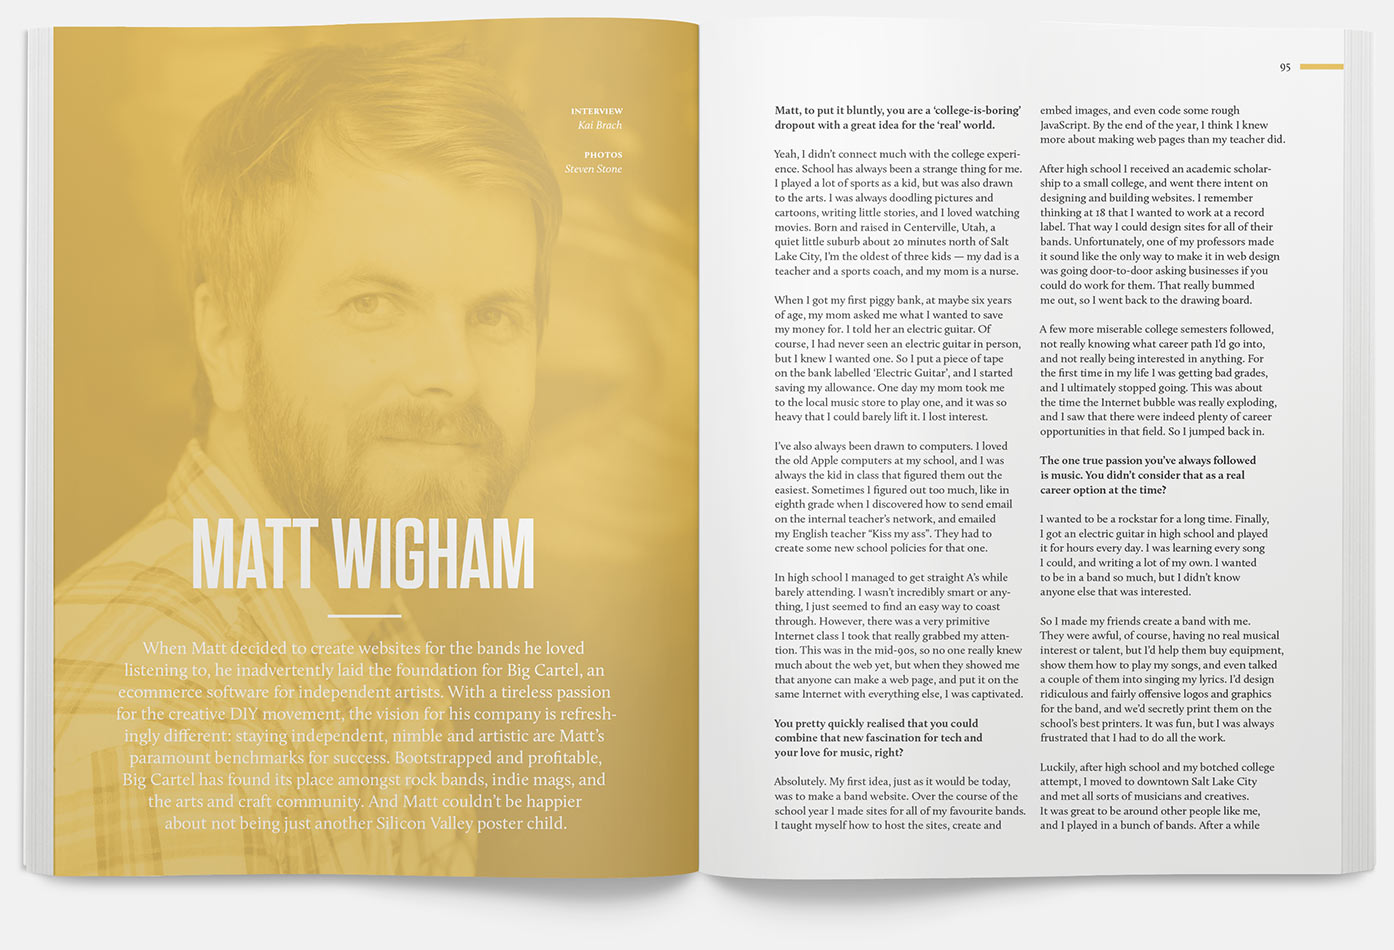 INTERVIEW
Kai Brach
PHOTOS
Steven Stone
MATT WIGHAM
When Matt decided to create websites for the bands he loved
listening to, he inadvertently laid the foundation for Big Cartel, an
ecommerce software for independent artists. With a tireless passion
for the creative DIY movement, the vision for his company is refresh-
ingly different: staying independent, nimble and artistic are Matt's
paramount benchmarks for success. Bootstrapped and profitable,
Big Cartel has found its place amongst rock bands, indie mags, and
the arts and craft community. And Matt couldn't be happier
about not being just another Silicon Valley poster child.
95
Matt, to put it bluntly, you are a ‘college-is-boring’
dropout with a great idea for the ‘real’ world.
Yeah, I didn't connect much with the college experi-
ence. School has always been a strange thing for me.
I played a lot of sports as a kid, but was also drawn
to the arts. I was always doodling pictures and
cartoons, writing little stories, and I loved watching
movies. Born and raised in Centerville, Utah, a
quiet little suburb about 20 minutes north of Salt
Lake City, I'm the oldest of three kids — my dad is a
teacher and a sports coach, and my mom is a nurse.
When I got my first piggy bank, at maybe six years
of age, my mom asked me what I wanted to save
my money for. I told her an electric guitar. Of
course, I had never seen an electric guitar in person,
but I knew I wanted one. So I put a piece of tape
on the bank labelled ‘Electric Guitar’, and I started
saving my allowance. One day my mom took me
to the local music store to play one, and it was so
heavy that I could barely lift it. I lost interest.
I've also always been drawn to computers. I loved
the old Apple computers at my school, and I was
always the kid in class that figured them out the
easiest. Sometimes I figured out too much, like in
eighth grade when I discovered how to send email
on the internal teacher's network, and emailed
my English teacher “Kiss my ass”. They had to
create some new school policies for that one.
In high school I managed to get straight A's while
barely attending. I wasn't incredibly smart or any-
thing, I just seemed to find an easy way to coast
through. However, there was a very primitive
Internet class I took that really grabbed my atten-
tion. This was in the mid-90s, so no one really knew
much about the web yet, but when they showed me
that anyone can make a web page, and put it on the
same Internet with everything else, I was captivated.
You pretty quickly realised that you could
combine that new fascination for tech and
your love for music, right?
Absolutely. My first idea, just as it would be today,
was to make a band website. Over the course of the
school year I made sites for all of my favourite bands.
I taught myself how to host the sites, create and
embed images, and even code some rough
JavaScript. By the end of the year, I think I knew
more about making web pages than my teacher did.
After high school I received an academic scholar-
ship to a small college, and went there intent on
designing and building websites. I remember
thinking at 18 that I wanted to work at a record
label. That way I could design sites for all of their
bands. Unfortunately, one of my professors made
it sound like the only way to make it in web design
was going door-to-door asking businesses if you
could do work for them. That really bummed
me out, so I went back to the drawing board.
A few more miserable college semesters followed,
not really knowing what career path I'd go into,
and not really being interested in anything. For
the first time in my life I was getting bad grades,
and I ultimately stopped going. This was about
the time the Internet bubble was really exploding,
and I saw that there were indeed plenty of career
opportunities in that field. So I jumped back in.
The one true passion you've always followed
is music. You didn't consider that as a real
career option at the time?
I wanted to be a rockstar for a long time. Finally,
I got an electric guitar in high school and played
it for hours every day. I was learning every song
I could, and writing a lot of my own. I wanted
to be in a band so much, but I didn't know
anyone else that was interested.
So I made my friends create a band with me.
They were awful, of course, having no real musical
interest or talent, but I'd help them buy equipment,
show them how to play my songs, and even talked
a couple of them into singing my lyrics. I'd design
ridiculous and fairly offensive logos and graphics
for the band, and we'd secretly print them on the
school's best printers. It was fun, but I was always
frustrated that I had to do all the work.
Luckily, after high school and my botched college
attempt, I moved to downtown Salt Lake City
and met all sorts of musicians and creatives.
It was great to be around other people like me,
and I played in a bunch of bands. After a while